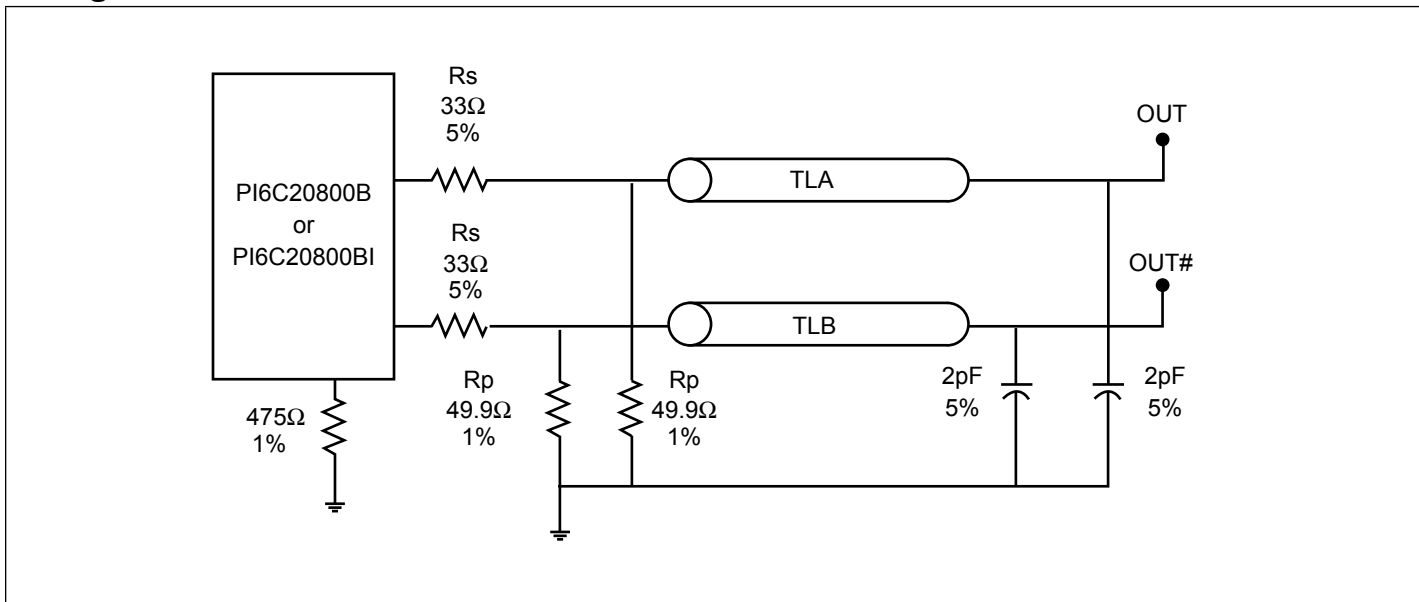 Rs
33Ω
5%
OUT
TLA
PI6C20800B
or
PI6C20800BI
Rs
33Ω
5%
OUT#
TLB
Rp
49.9Ω
1%
Rp
49.9Ω
1%
2pF
5%
2pF
5%
475Ω
1%